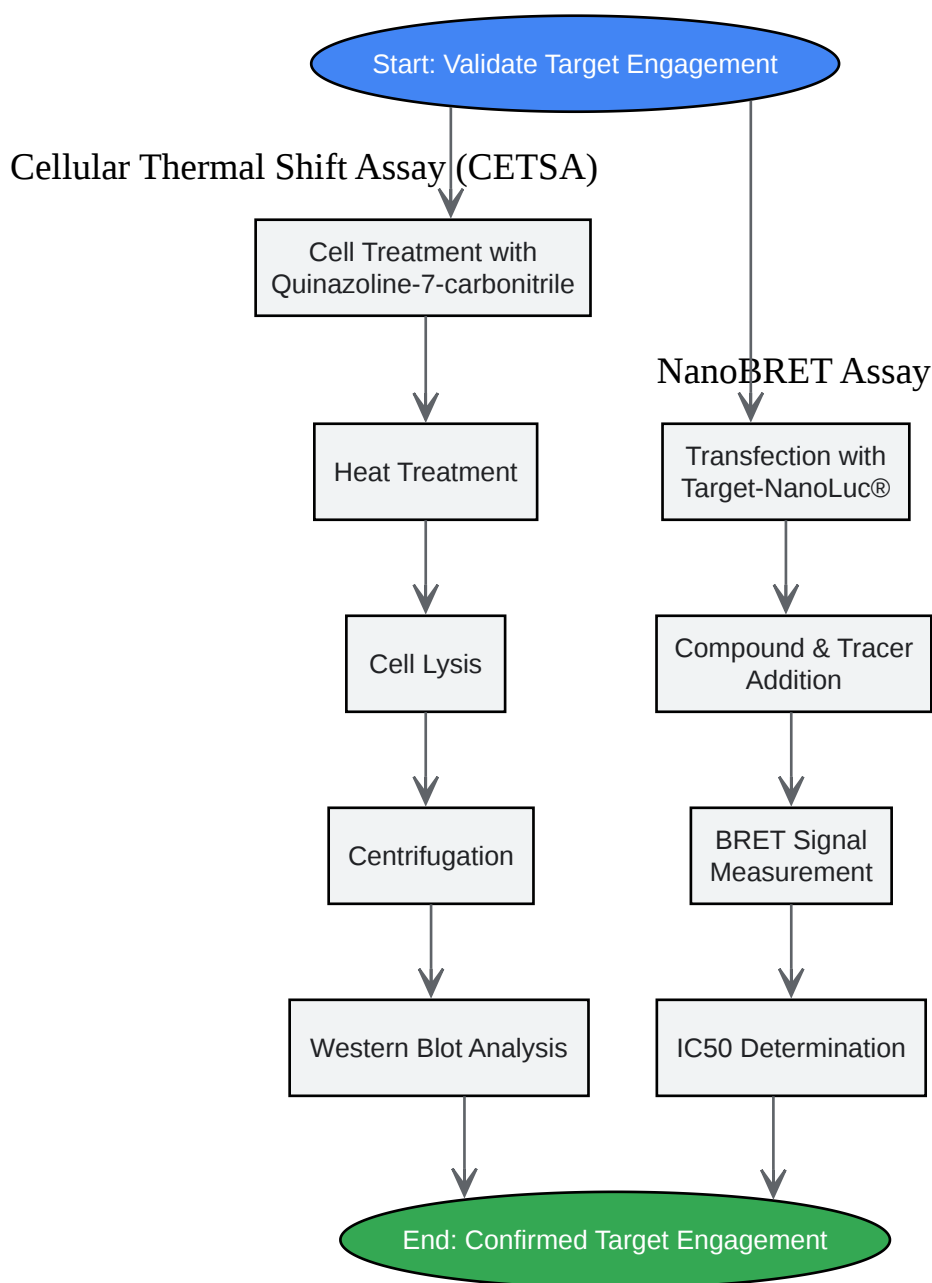 Start: Validate Target Engagement
Cellular Thermal Shift Assay (CETSA)
Cell Treatment with
Quinazoline-7-carbonitrile
NanoBRET Assay
Heat Treatment
Transfection with
Target-NanoLuc®
Cell Lysis
Compound & Tracer
Addition
Centrifugation
BRET Signal
Measurement
Western Blot Analysis
IC50 Determination
End: Confirmed Target Engagement